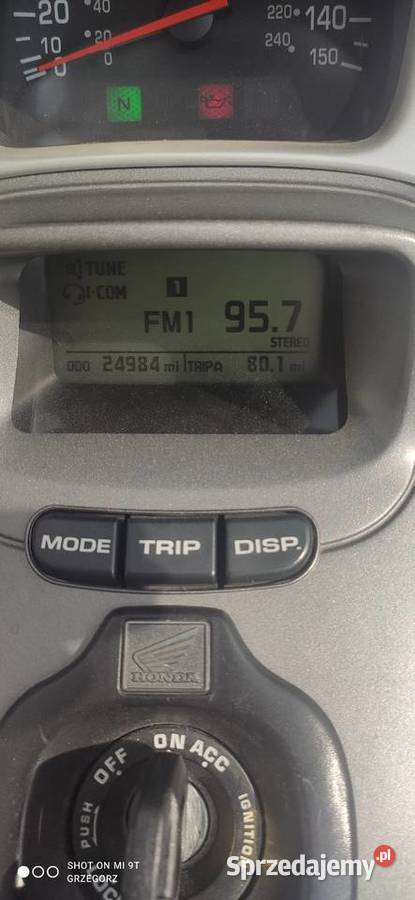 20 40 220 140
10 20 240 150
0 0
N
TUNE
I-COM 1
FM1 95.7
STEREO
ODO 24984 mi TRIP A 80.1 mi
MODE TRIP DISP.
HONDA
OFF ON ACC
PUSH IGNITION
LOCK
SHOT ON MI 9T
GRZEGORZ
Sprzedajemy.pl